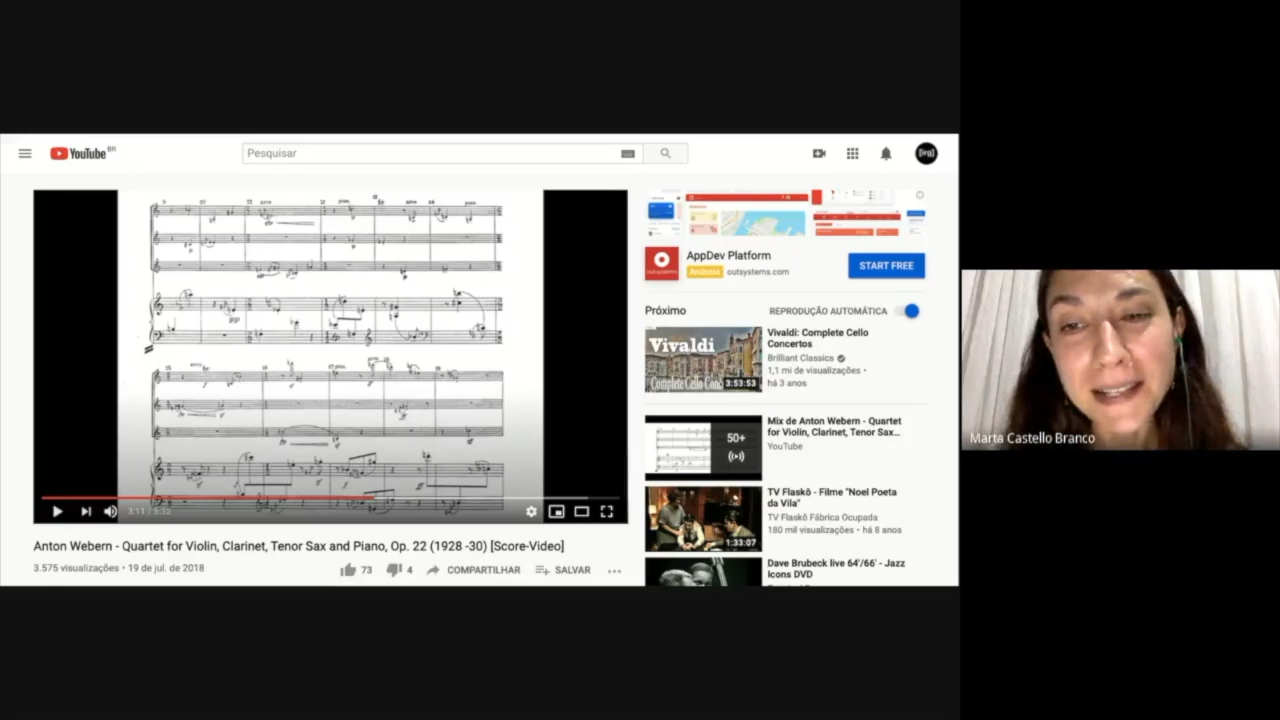 YouTube BR
Pesquisar
3:11 / 5:32
Anton Webern - Quartet for Violin, Clarinet, Tenor Sax and Piano, Op. 22 (1928 -30) [Score-Video]
3.575 visualizações • 19 de jul. de 2018
73
4
COMPARTILHAR
SALVAR
AppDev Platform
Anúncio outsystems.com
START FREE
Próximo
REPRODUÇÃO AUTOMÁTICA
Vivaldi
Complete Cello Conc
3:53:53
Vivaldi: Complete Cello
Concertos
Brilliant Classics
1,1 mi de visualizações •
há 3 anos
50+
Mix de Anton Webern - Quartet
for Violin, Clarinet, Tenor Sax...
YouTube
1:33:07
TV Flaskô - Filme "Noel Poeta
da Vila"
TV Flaskô Fábrica Ocupada
180 mil visualizações • há 8 anos
Dave Brubeck live 64'/66' - Jazz
Icons DVD
Marta Castello Branco